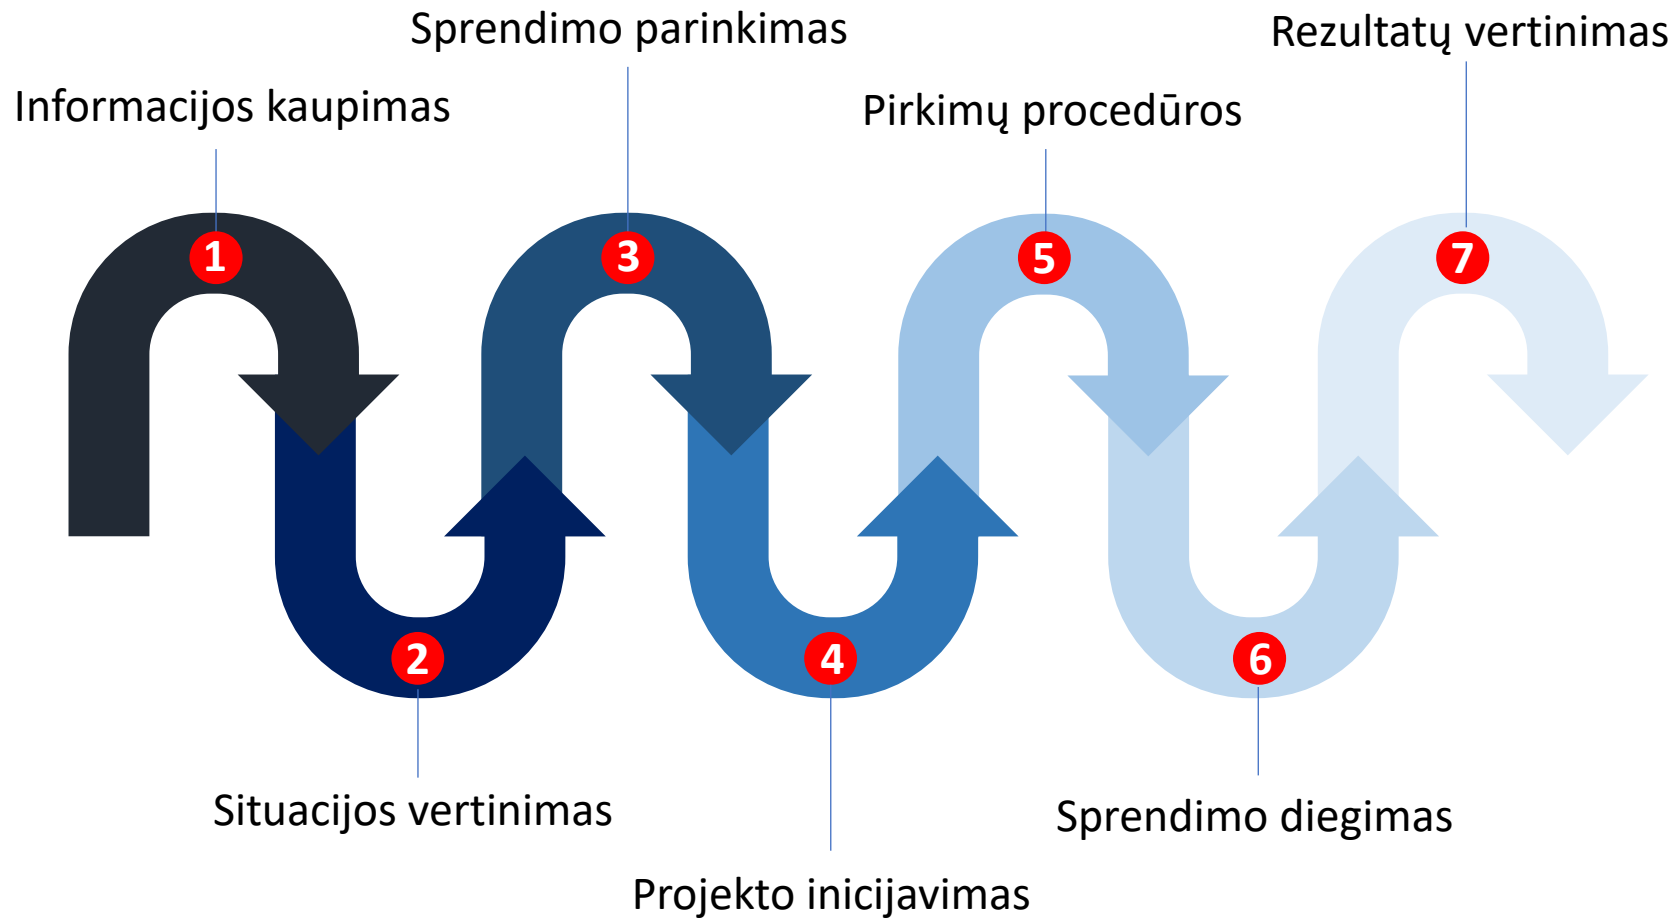 Sprendimo parinkimas
Rezultatų vertinimas
Informacijos kaupimas
Pirkimų procedūros
1
3
5
7
2
4
6
Situacijos vertinimas
Sprendimo diegimas
Projekto inicijavimas